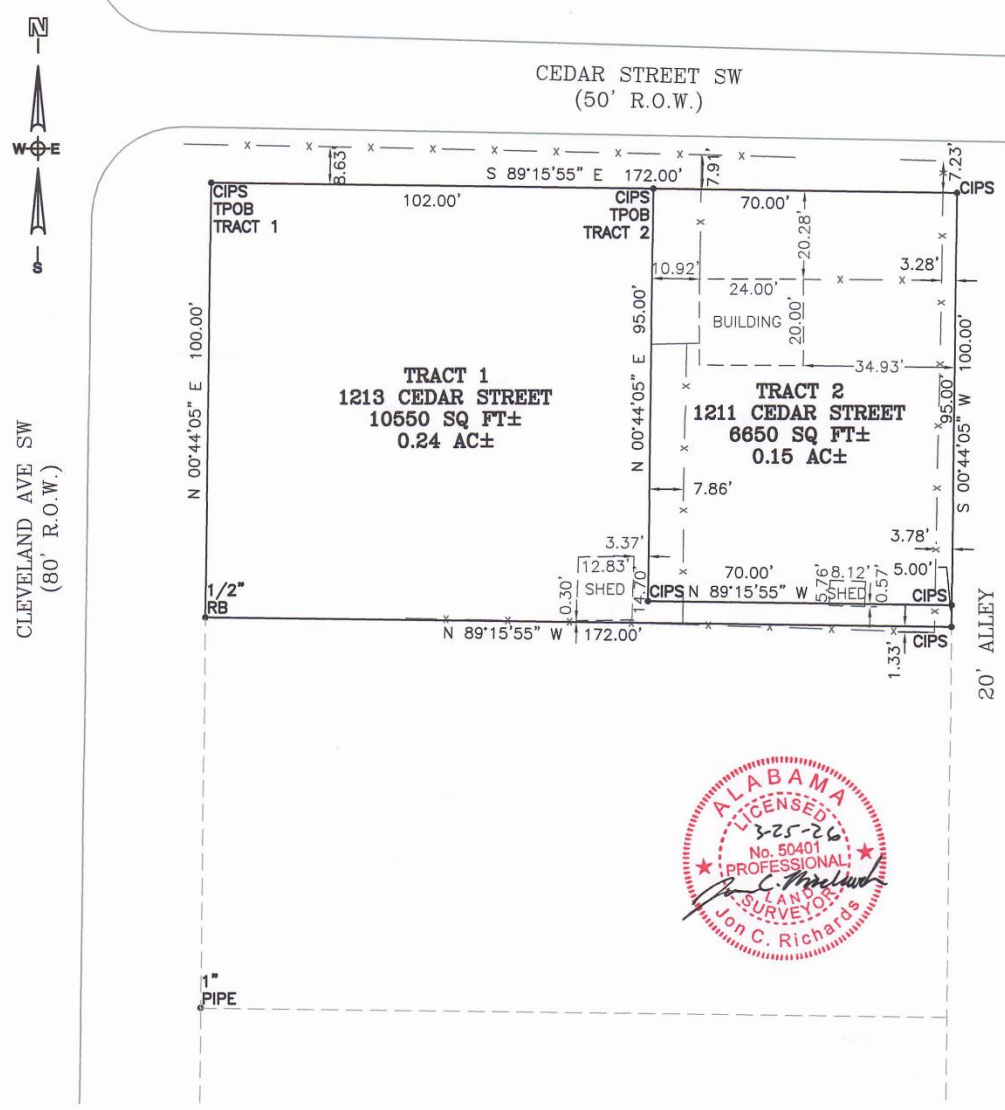 N
W E
S
CEDAR STREET SW
(50' R.O.W.)
8.63'
S 89°15'55" E 172.00'
7.91'
7.23'
CIPS
TPOB
TRACT 1
102.00'
CIPS
TPOB
TRACT 2
70.00'
CIPS
20.28'
10.92'
3.28'
24.00'
BUILDING
20.00'
34.93'
N 00°44'05" E 100.00'
N 00°44'05" E 95.00'
95.00'
S 00°44'05" W 100.00'
TRACT 1
1213 CEDAR STREET
10550 SQ FT±
0.24 AC±
TRACT 2
1211 CEDAR STREET
6650 SQ FT±
0.15 AC±
CLEVELAND AVE SW
(80' R.O.W.)
7.86'
3.78'
3.37'
12.83'
SHED
0.30'
14.70'
70.00'
5.76'
8.12'
0.57'
5.00'
1/2"
RB
CIPS
N 89°15'55" W
SHED
CIPS
N 89°15'55" W 172.00'
CIPS
1.33'
20' ALLEY
ALABAMA
LICENSED
3-25-26
No. 50401
PROFESSIONAL
LAND
SURVEYOR
Jon C. Richards
1"
PIPE